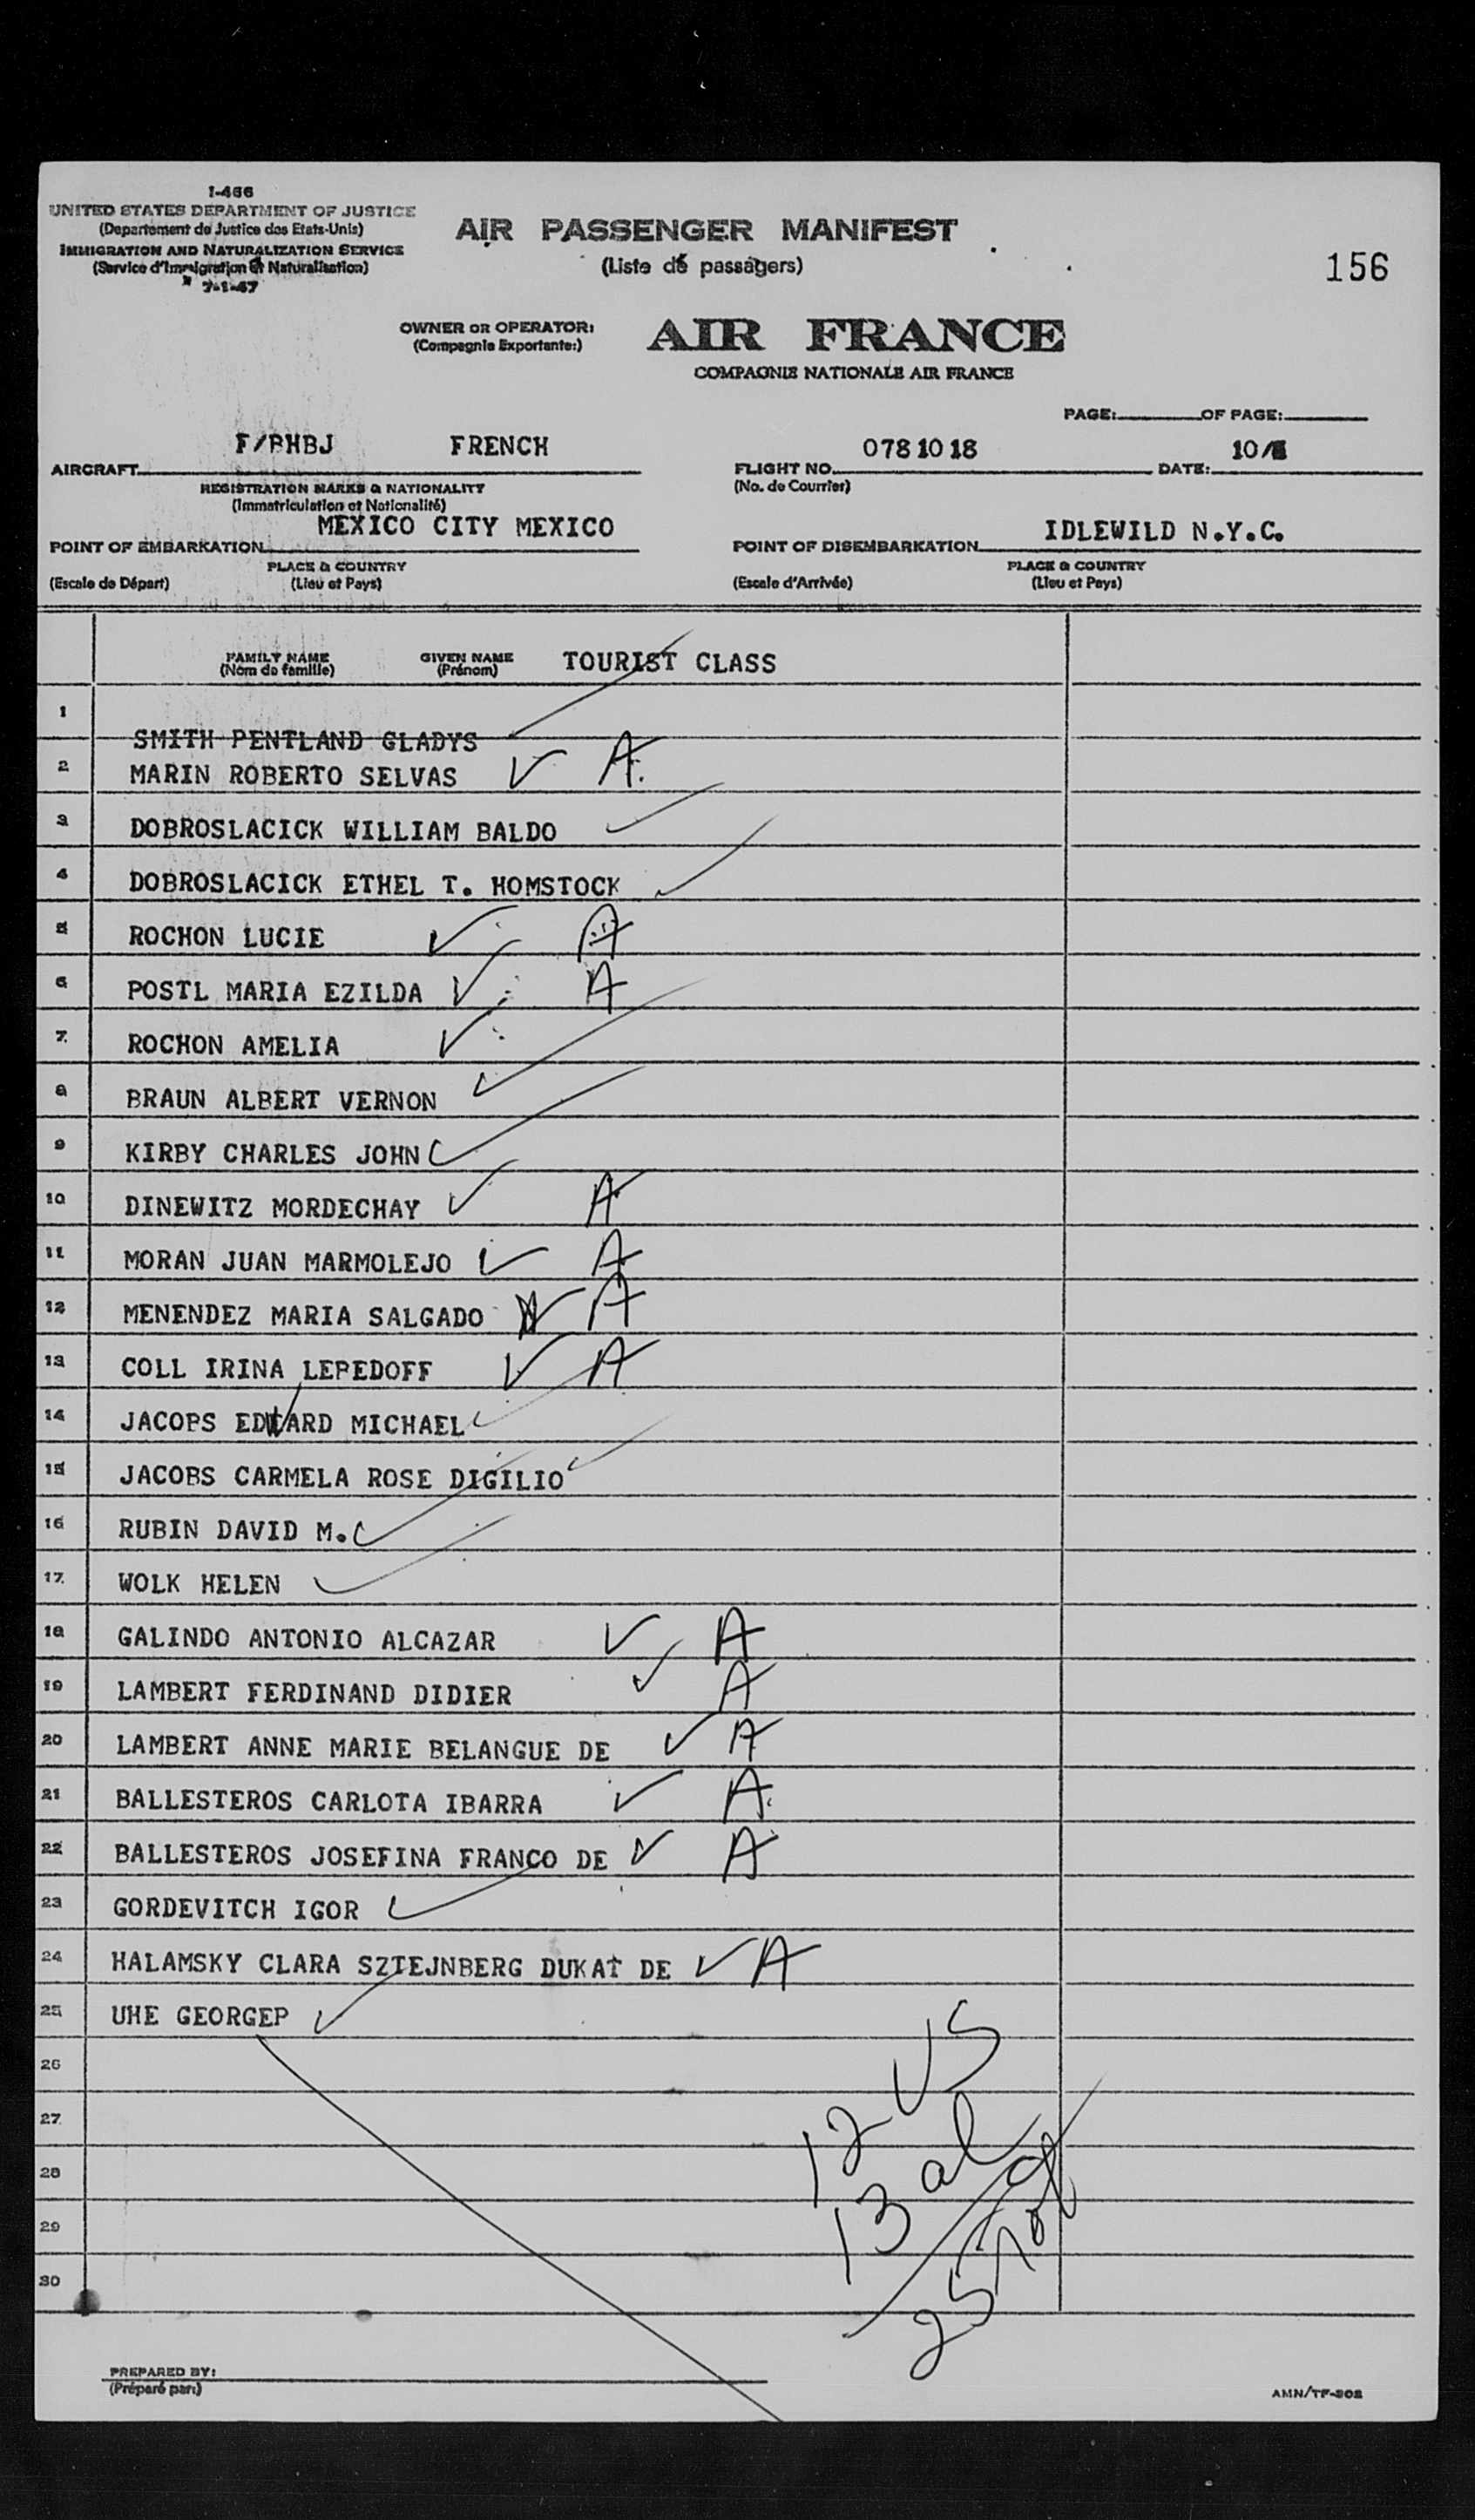 I-466
UNITED STATES DEPARTMENT OF JUSTICE
(Departement de Justice des Etats-Unis)
IMMIGRATION AND NATURALIZATION SERVICE
(Service d'Immigration et Naturalisation)
7-1-47
AIR PASSENGER MANIFEST
(Liste de passagers)
156
OWNER OR OPERATOR: AIR FRANCE
(Compagnie Exportante:)
COMPAGNIE NATIONALE AIR FRANCE
PAGE: OF PAGE:
AIRCRAFT F/BHBJ FRENCH FLIGHT NO. 078 10 18 DATE: 10/
REGISTRATION MARKS & NATIONALITY (No. de Courrier)
(Immatriculation et Nationalité)
POINT OF EMBARKATION MEXICO CITY MEXICO POINT OF DISEMBARKATION IDLEWILD N.Y.C.
PLACE & COUNTRY PLACE & COUNTRY
(Escale de Départ) (Lieu et Pays) (Escale d'Arrivée) (Lieu et Pays)
FAMILY NAME GIVEN NAME TOURIST CLASS
(Nom de famille) (Prénom)
1 SMITH PENTLAND GLADYS
2 MARIN ROBERTO SELVAS A.
3 DOBROSLACICK WILLIAM BALDO
4 DOBROSLACICK ETHEL T. HOMSTOCK
5 ROCHON LUCIE A
6 POSTL MARIA EZILDA A
7 ROCHON AMELIA
8 BRAUN ALBERT VERNON
9 KIRBY CHARLES JOHN
10 DINEWITZ MORDECHAY A
11 MORAN JUAN MARMOLEJO A
12 MENENDEZ MARIA SALGADO A
13 COLL IRINA LEPEDOFF A
14 JACOBS EDWARD MICHAEL
15 JACOBS CARMELA ROSE DIGILIO
16 RUBIN DAVID M.
17 WOLK HELEN
18 GALINDO ANTONIO ALCAZAR A
19 LAMBERT FERDINAND DIDIER A
20 LAMBERT ANNE MARIE BELANGUE DE A
21 BALLESTEROS CARLOTA IBARRA A
22 BALLESTEROS JOSEFINA FRANCO DE A
23 GORDEVITCH IGOR
24 HALAMSKY CLARA SZTEJNBERG DUKAT DE A
25 UHE GEORGEP
26
27
28
29
30
12 US
13 al
25 Tot
PREPARED BY:
(Préparé par:)
AMN/TF-302